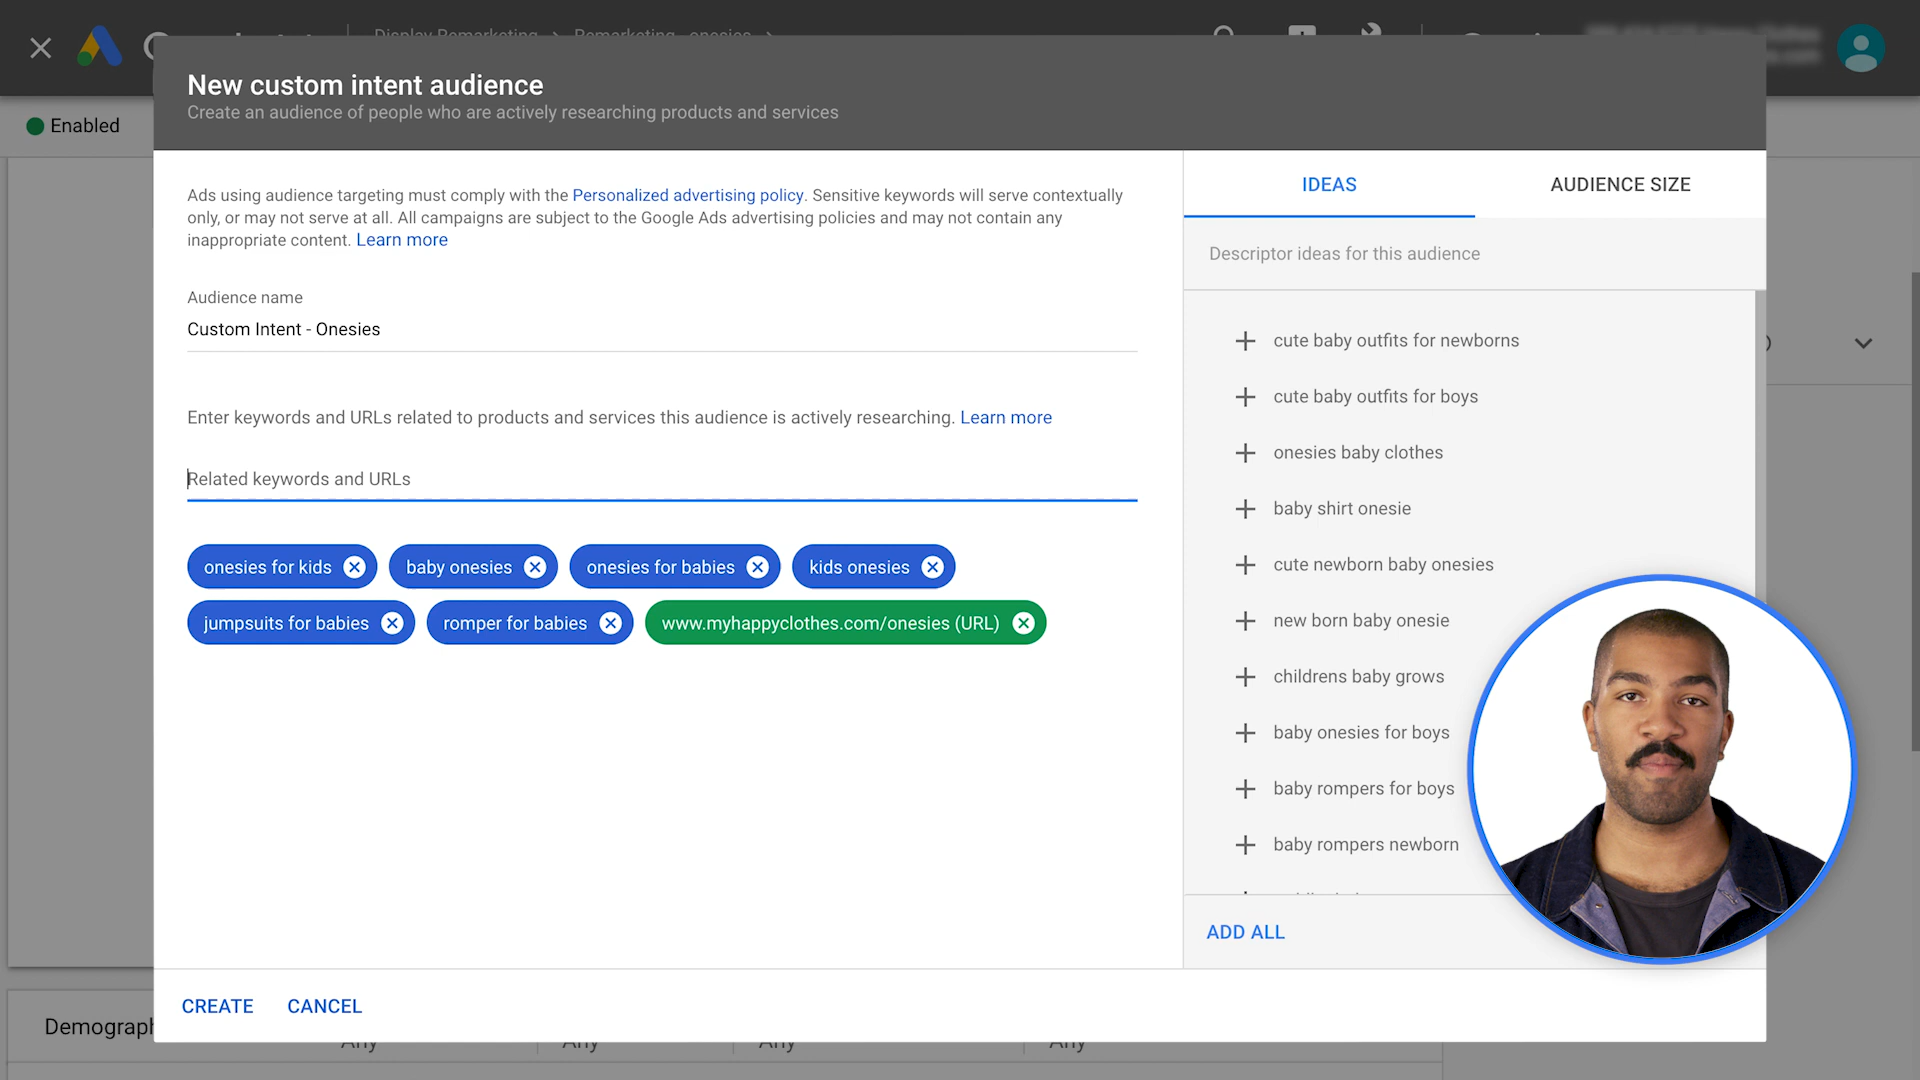 Display Remarketing > Remarketing - onesies >
New custom intent audience
Create an audience of people who are actively researching products and services
Enabled
Ads using audience targeting must comply with the Personalized advertising policy. Sensitive keywords will serve contextually
only, or may not serve at all. All campaigns are subject to the Google Ads advertising policies and may not contain any
inappropriate content. Learn more
Audience name
Custom Intent - Onesies
Enter keywords and URLs related to products and services this audience is actively researching. Learn more
Related keywords and URLs
onesies for kids
baby onesies
onesies for babies
kids onesies
jumpsuits for babies
romper for babies
www.myhappyclothes.com/onesies (URL)
IDEAS
AUDIENCE SIZE
Descriptor ideas for this audience
cute baby outfits for newborns
cute baby outfits for boys
onesies baby clothes
baby shirt onesie
cute newborn baby onesies
new born baby onesie
childrens baby grows
baby onesies for boys
baby rompers for boys
baby rompers newborn
ADD ALL
CREATE
CANCEL
Demograph
Any Any Any Any